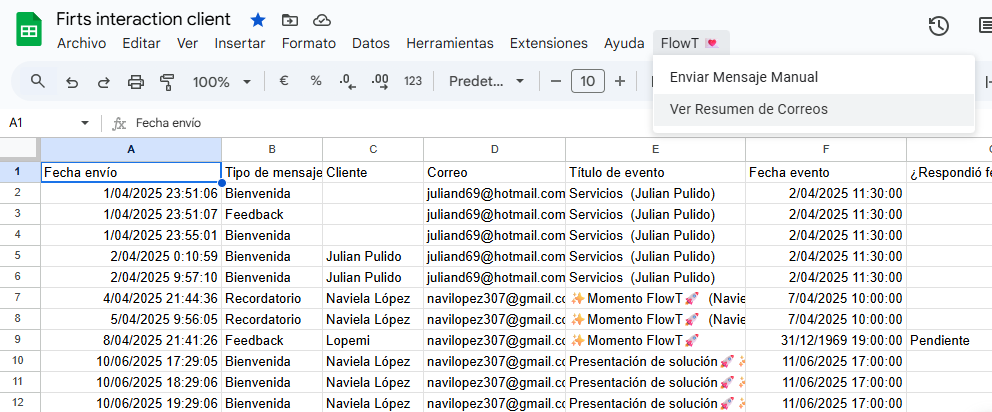 Firts interaction client
Archivo Editar Ver Insertar Formato Datos Herramientas Extensiones Ayuda FlowT 💌
Enviar Mensaje Manual
Ver Resumen de Correos
100% € % .0 .00 123 Predet... − 10 +
A1 fx Fecha envío
A B C D E F
1 Fecha envío Tipo de mensaje Cliente Correo Título de evento Fecha evento ¿Respondió fe
2 1/04/2025 23:51:06 Bienvenida juliand69@hotmail.com Servicios (Julian Pulido) 2/04/2025 11:30:00
3 1/04/2025 23:51:07 Feedback juliand69@hotmail.com Servicios (Julian Pulido) 2/04/2025 11:30:00
4 1/04/2025 23:55:01 Bienvenida juliand69@hotmail.com Servicios (Julian Pulido) 2/04/2025 11:30:00
5 2/04/2025 0:10:59 Bienvenida Julian Pulido juliand69@hotmail.com Servicios (Julian Pulido) 2/04/2025 11:30:00
6 2/04/2025 9:57:10 Bienvenida Julian Pulido juliand69@hotmail.com Servicios (Julian Pulido) 2/04/2025 11:30:00
7 4/04/2025 21:44:36 Recordatorio Naviela López navilopez307@gmail.co ✨Momento FlowT🚀 (Navie 7/04/2025 10:00:00
8 5/04/2025 9:56:05 Recordatorio Naviela López navilopez307@gmail.co ✨Momento FlowT🚀 (Navie 7/04/2025 10:00:00
9 8/04/2025 21:41:26 Feedback Lopemi navilopez307@gmail.co ✨Momento FlowT🚀 31/12/1969 19:00:00 Pendiente
10 10/06/2025 17:29:05 Bienvenida Naviela López navilopez307@gmail.co Presentación de solución🚀✨ 11/06/2025 17:00:00
11 10/06/2025 18:29:06 Bienvenida Naviela López navilopez307@gmail.co Presentación de solución🚀✨ 11/06/2025 17:00:00
12 10/06/2025 19:29:06 Bienvenida Naviela López navilopez307@gmail.co Presentación de solución🚀✨ 11/06/2025 17:00:00